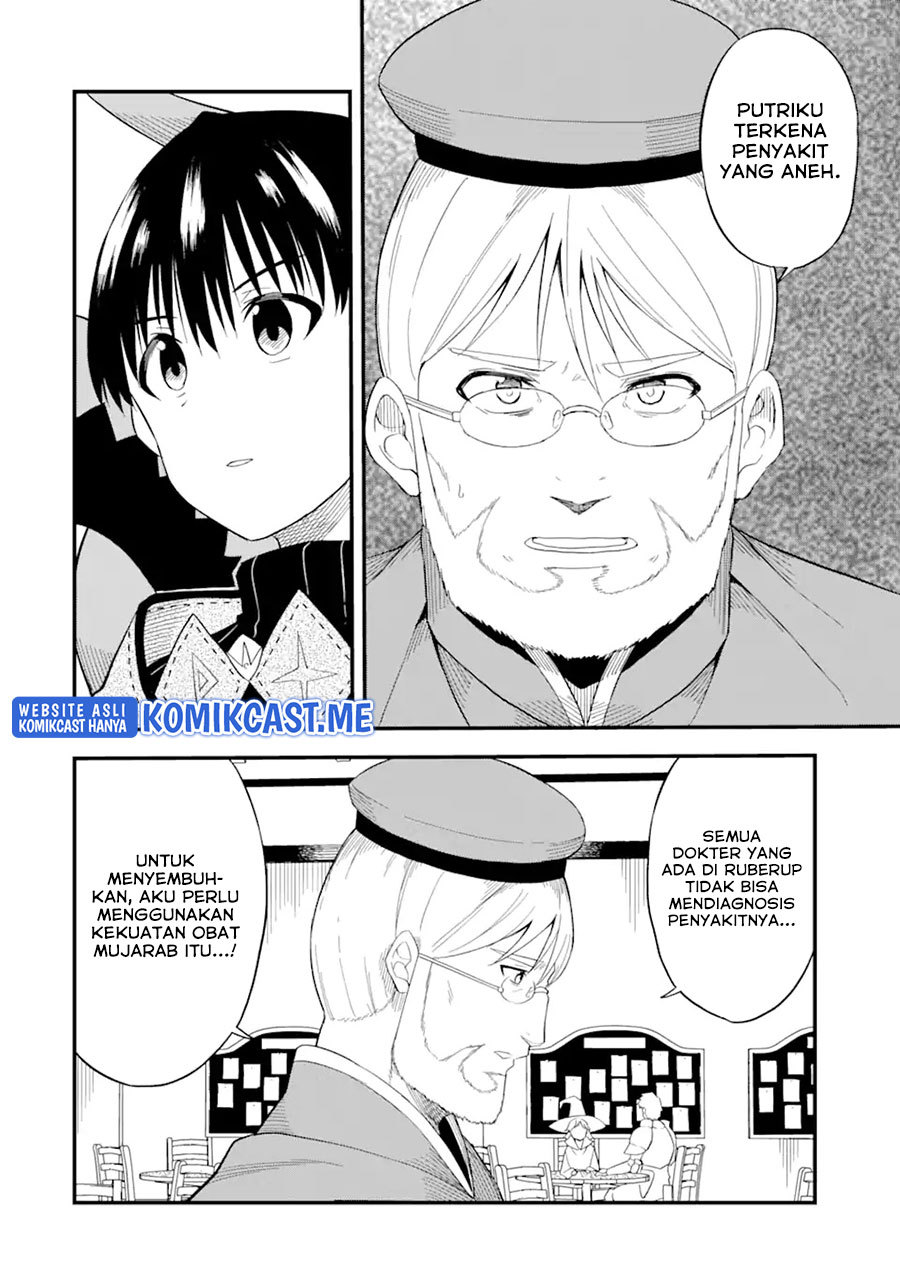 PUTRIKU
TERKENA
PENYAKIT
YANG ANEH.
WEBSITE ASLI
KOMIKCAST HANYA
KOMIKCAST.ME
SEMUA
DOKTER YANG
ADA DI RUBERUP
TIDAK BISA
MENDIAGNOSIS
PENYAKITNYA...
UNTUK
MENYEMBUH-
KAN, AKU PERLU
MENGGUNAKAN
KEKUATAN OBAT
MUJARAB ITU...!